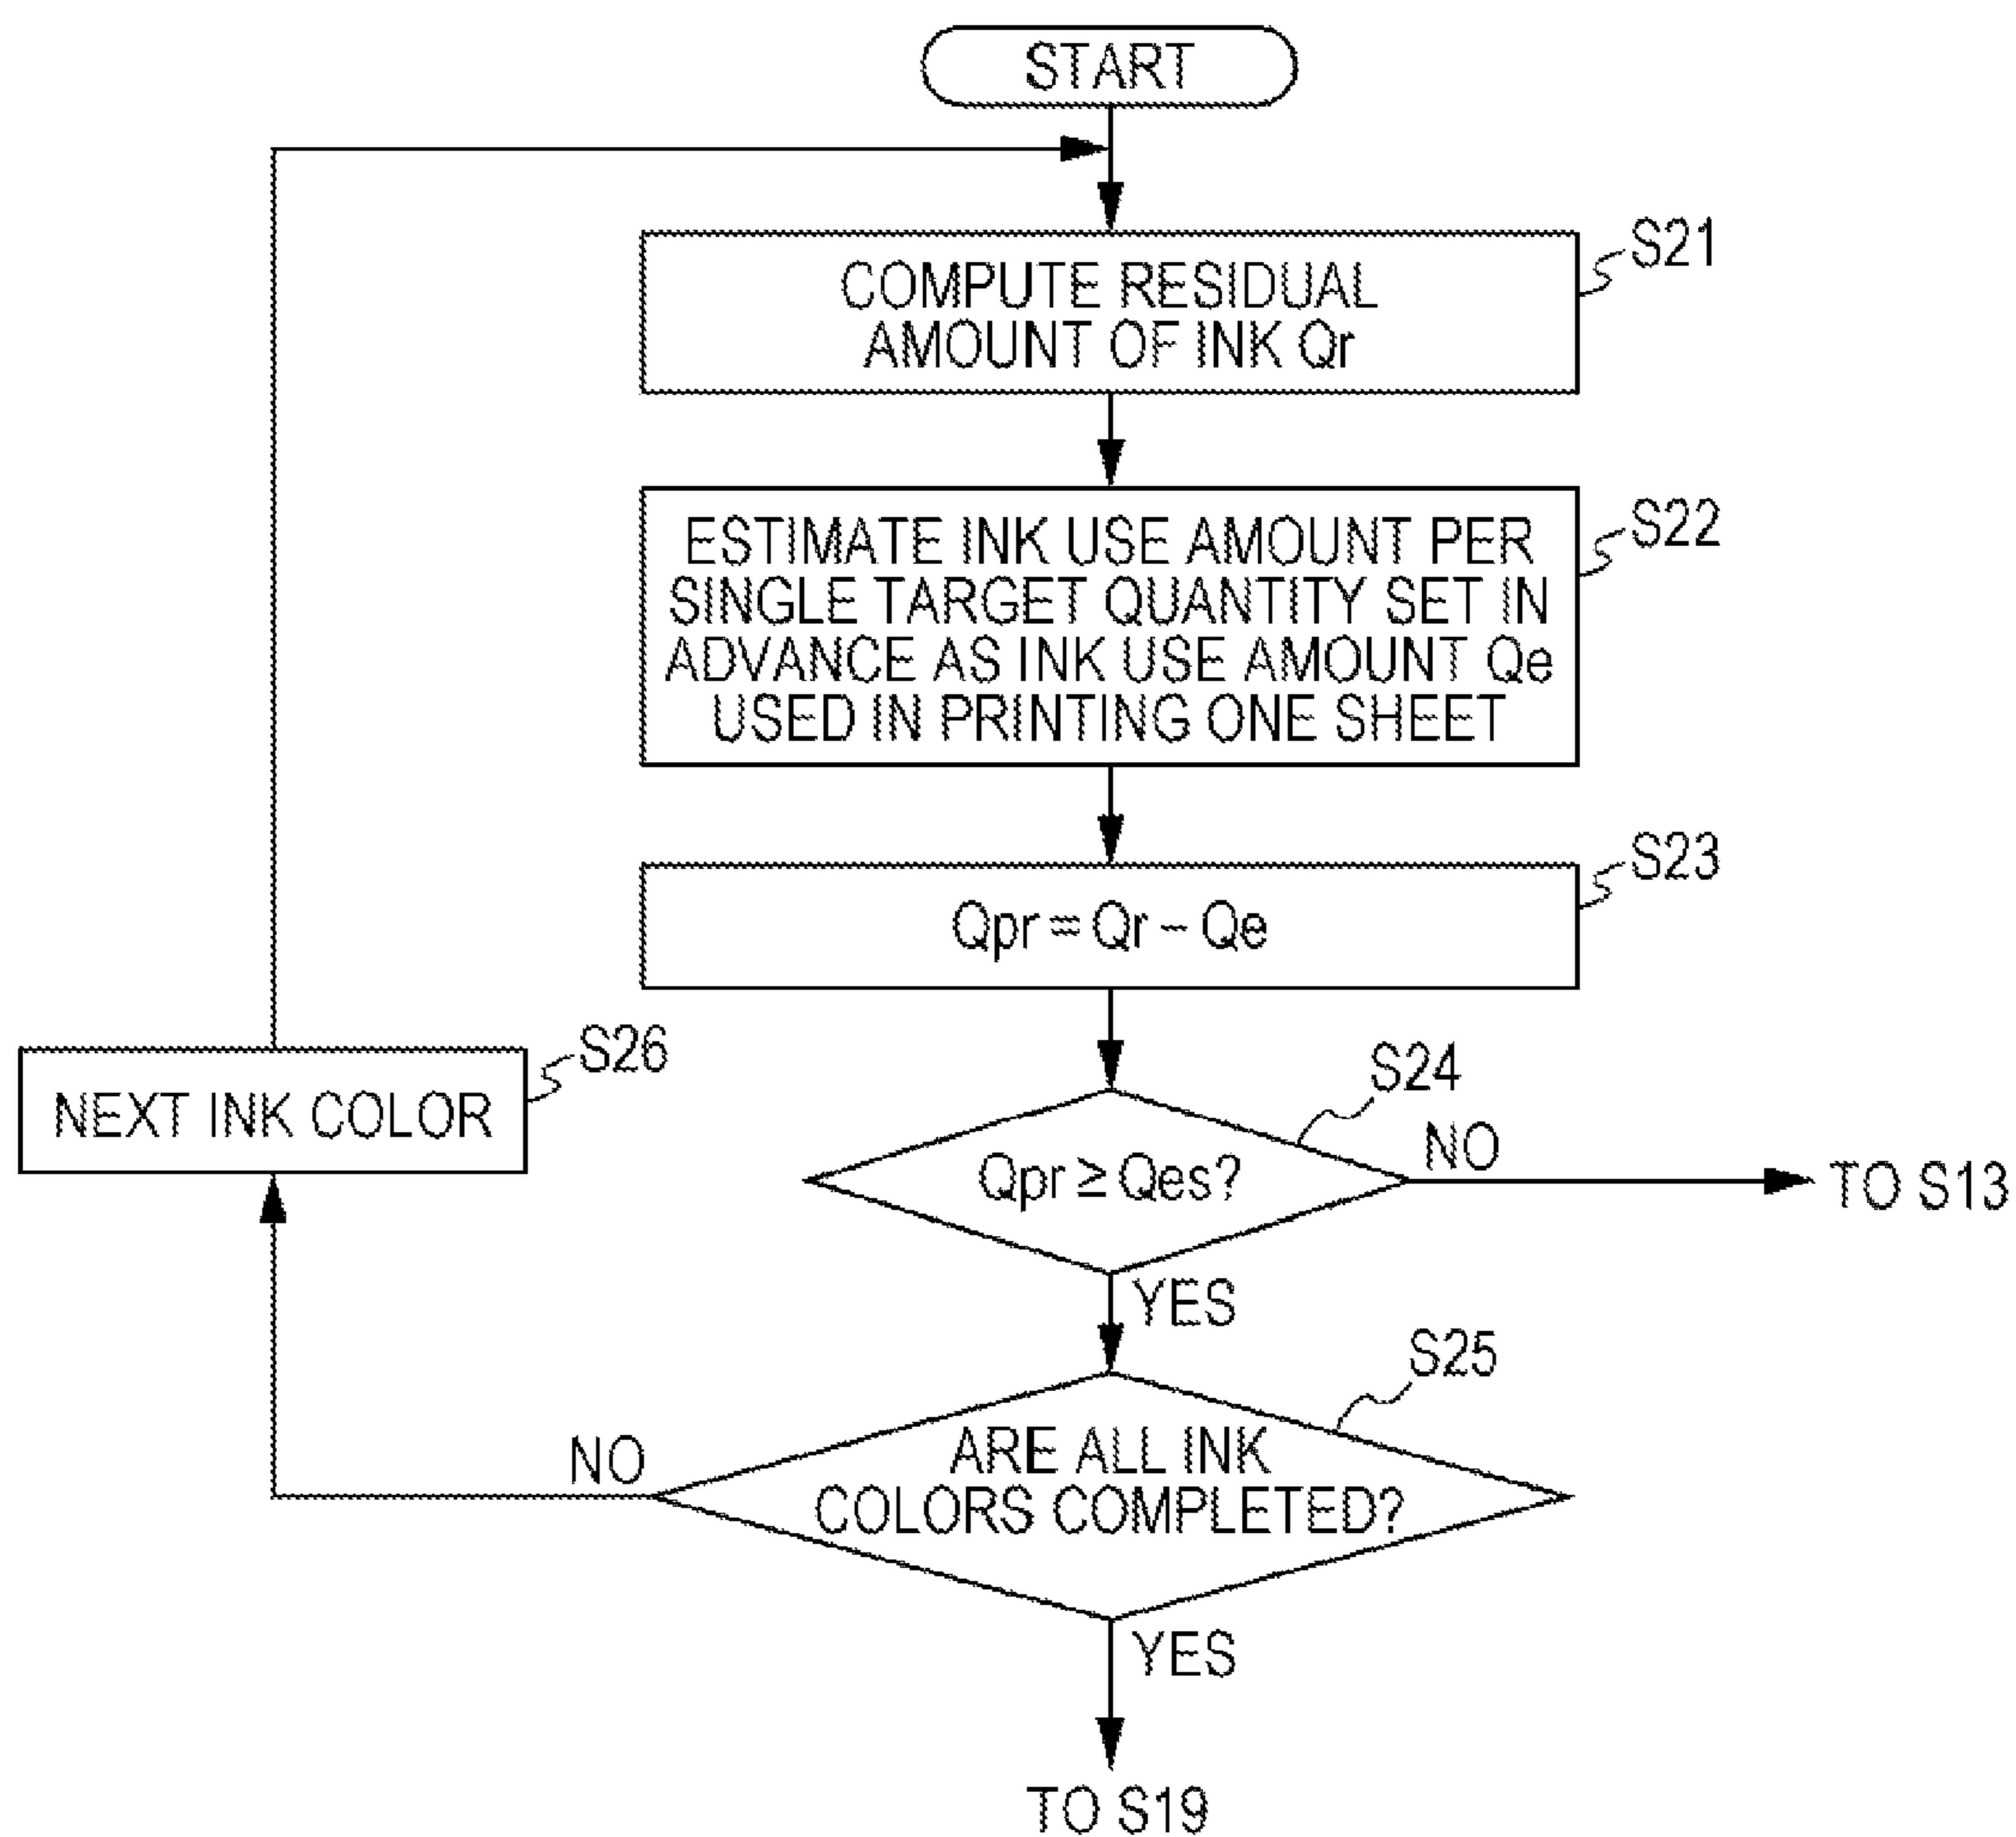 START
S21
COMPUTE RESIDUAL
AMOUNT OF INK Qr
S22
ESTIMATE INK USE AMOUNT PER
SINGLE TARGET QUANTITY SET IN
ADVANCE AS INK USE AMOUNT Qe
USED IN PRINTING ONE SHEET
S23
Qpr = Qr – Qe
S26
NEXT INK COLOR
S24
Qpr ≥ Qes?
NO
TO S13
YES
S25
ARE ALL INK
COLORS COMPLETED?
NO
YES
TO S19